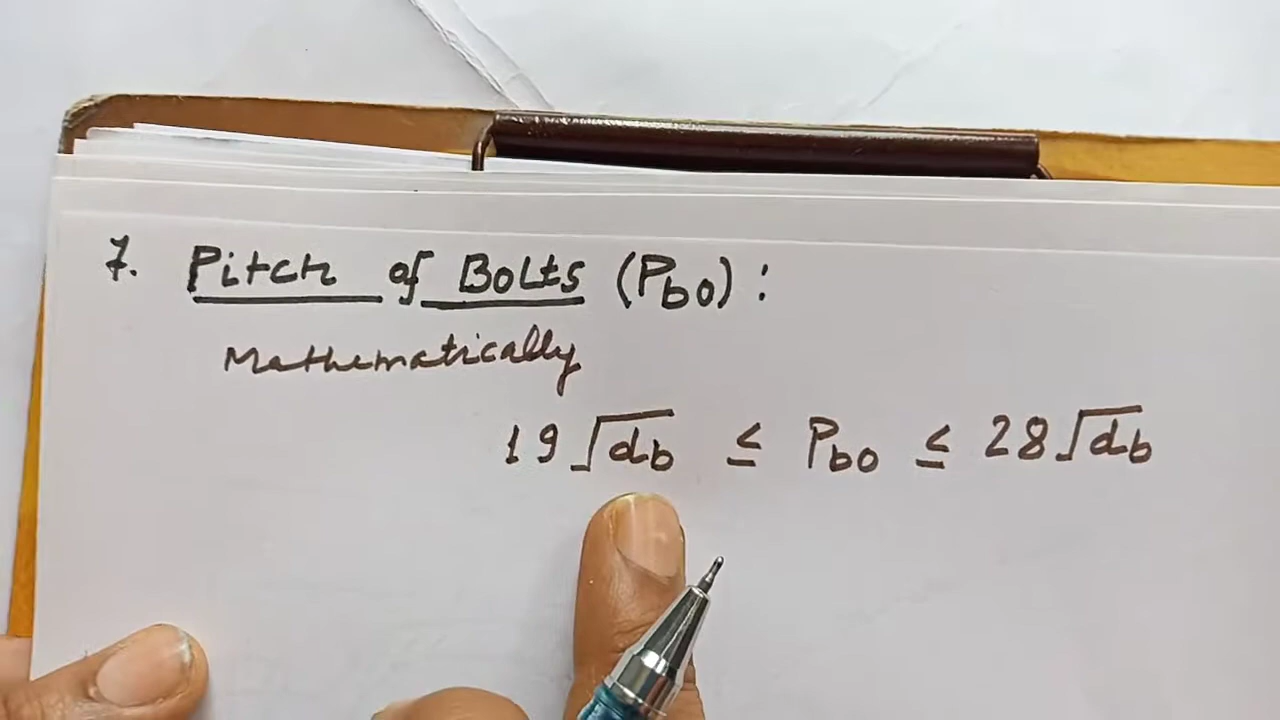 7. Pitch of Bolts (Pbo) :
Mathematically
19√db ≤ Pbo ≤ 28√db